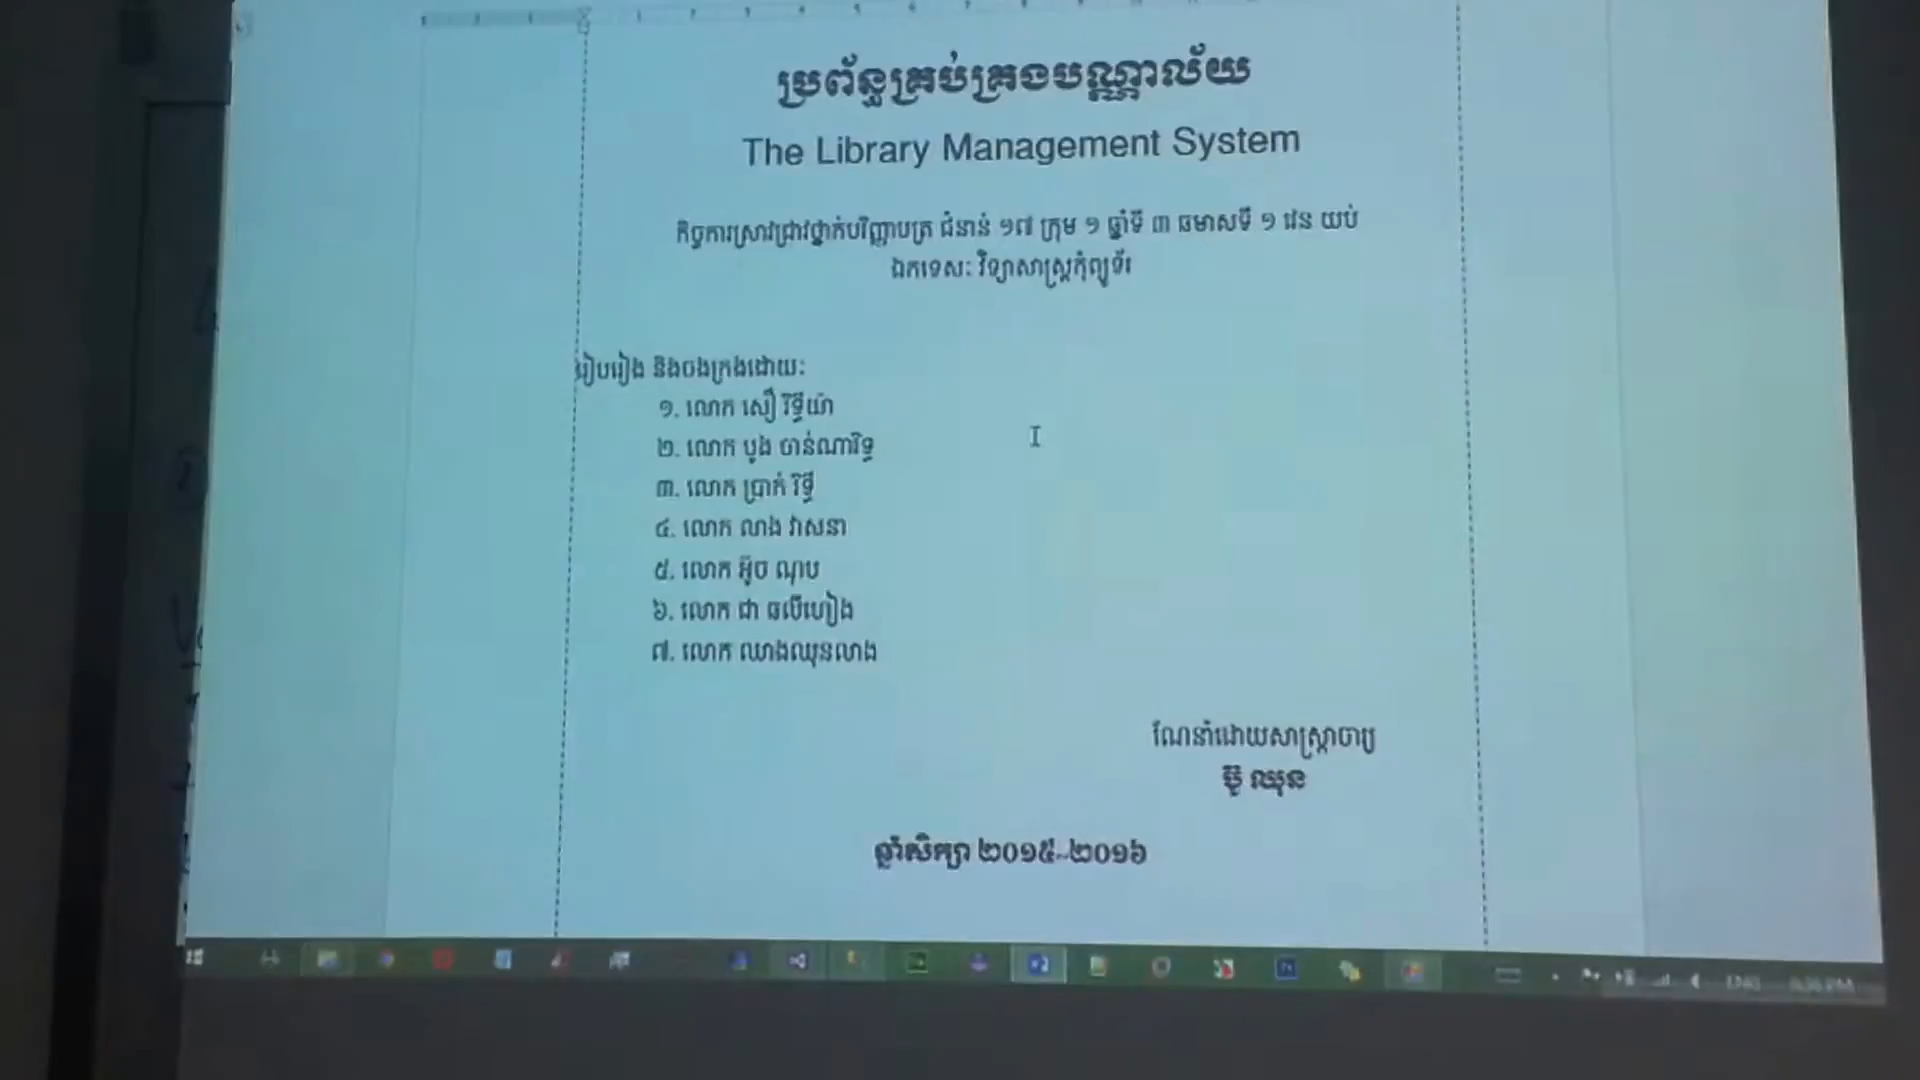 ប្រព័ន្ធគ្រប់គ្រងបណ្ណាល័យ
The Library Management System
កិច្ចការស្រាវជ្រាវថ្នាក់បរិញ្ញាបត្រ ជំនាន់ ១៧ ក្រុម ១ ឆ្នាំទី ៣ ឆមាសទី ១ វេន យប់
ឯកទេសៈ វិទ្យាសាស្ត្រកុំព្យូទ័រ
រៀបរៀង និងចងក្រងដោយៈ
១. លោក សឿ រិទ្ធីយ៉ា
២. លោក បូង ចាន់ណារិទ្ធ
៣. លោក ប្រាក់ រិទ្ធី
៤. លោក លាង វាសនា
៥. លោក អ៊ូច ណុប
៦. លោក ជា ឆលីហៀង
៧. លោក ឈាងឈុនលាង
ណែនាំដោយសាស្ត្រាចារ្យ
ប៊ូ ឈុន
ឆ្នាំសិក្សា ២០១៥-២០១៦
ENG